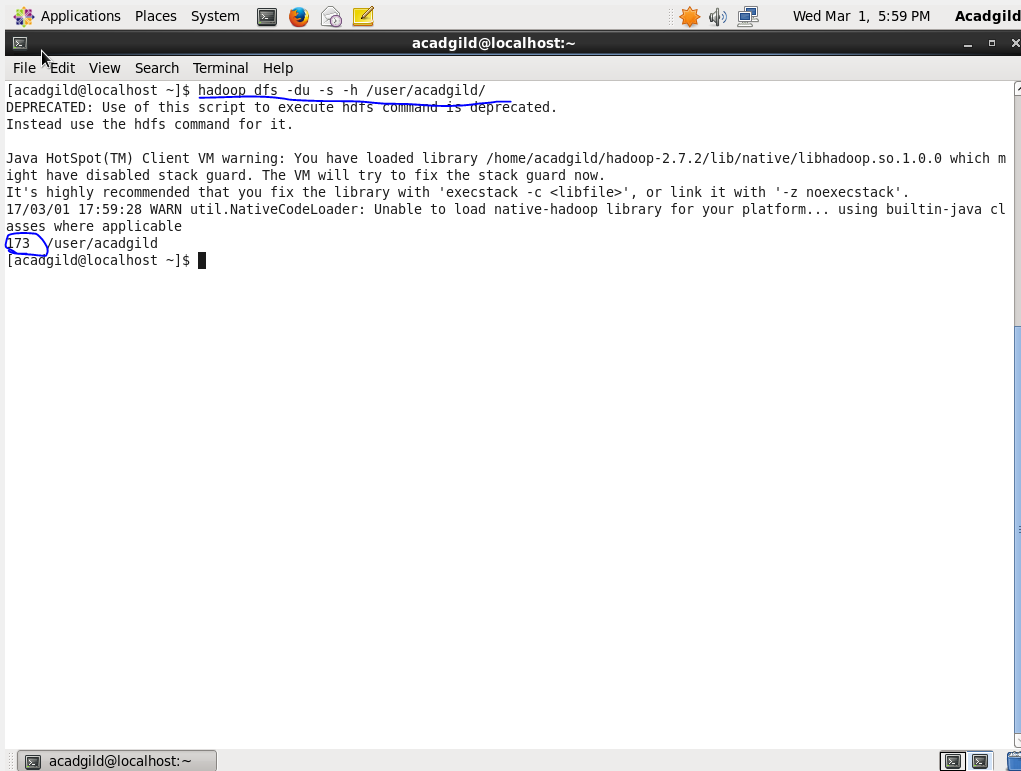 Applications Places System Wed Mar 1, 5:59 PM Acadgild
acadgild@localhost:~
File Edit View Search Terminal Help
[acadgild@localhost ~]$ hadoop dfs -du -s -h /user/acadgild/
DEPRECATED: Use of this script to execute hdfs command is deprecated.
Instead use the hdfs command for it.
Java HotSpot(TM) Client VM warning: You have loaded library /home/acadgild/hadoop-2.7.2/lib/native/libhadoop.so.1.0.0 which m
ight have disabled stack guard. The VM will try to fix the stack guard now.
It's highly recommended that you fix the library with 'execstack -c <libfile>', or link it with '-z noexecstack'.
17/03/01 17:59:28 WARN util.NativeCodeLoader: Unable to load native-hadoop library for your platform... using builtin-java cl
asses where applicable
173 /user/acadgild
[acadgild@localhost ~]$
acadgild@localhost:~